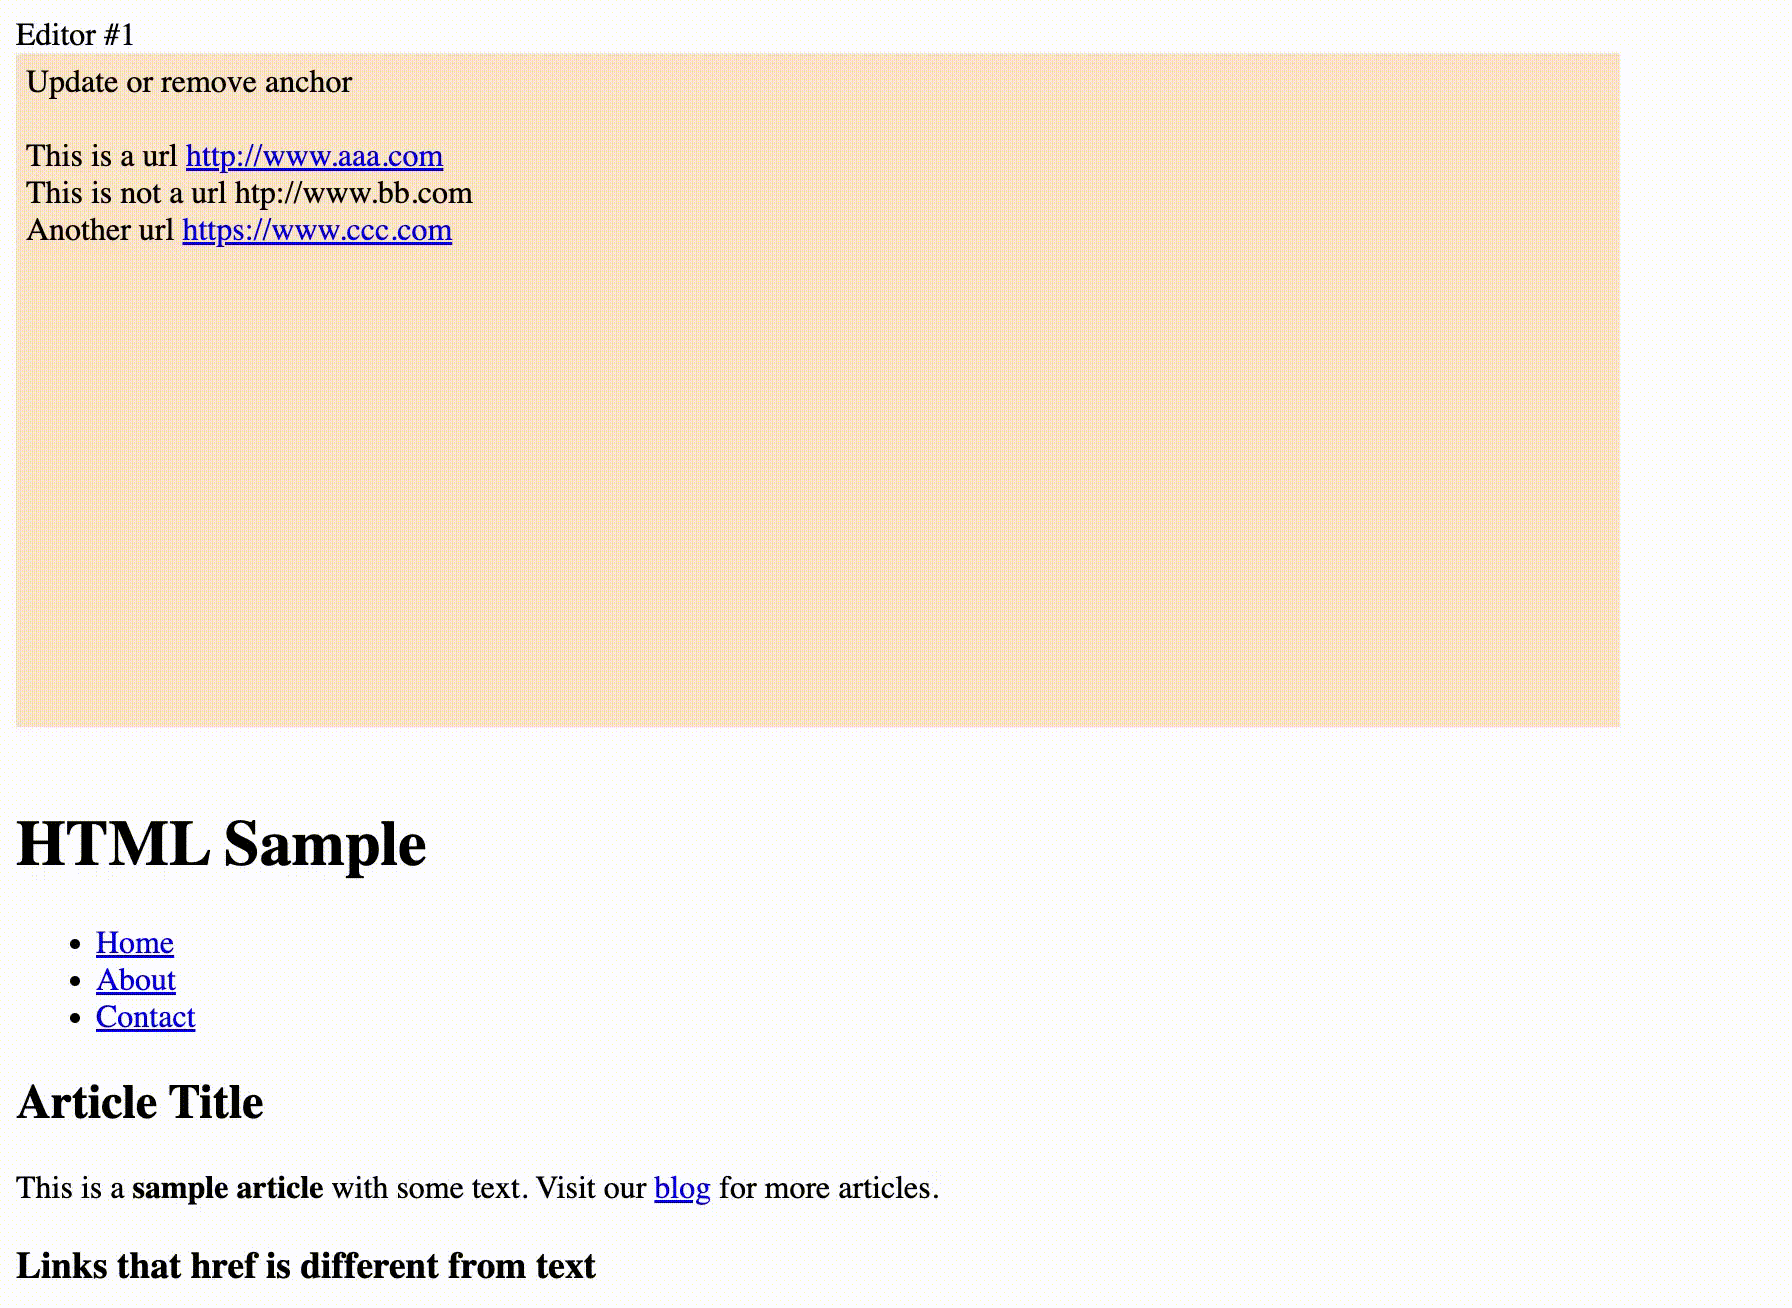 Editor #1
Update or remove anchor
This is a url http://www.aaa.com
This is not a url htp://www.bb.com
Another url https://www.ccc.com
HTML Sample
Home
About
Contact
Article Title
This is a sample article with some text. Visit our blog for more articles.
Links that href is different from text